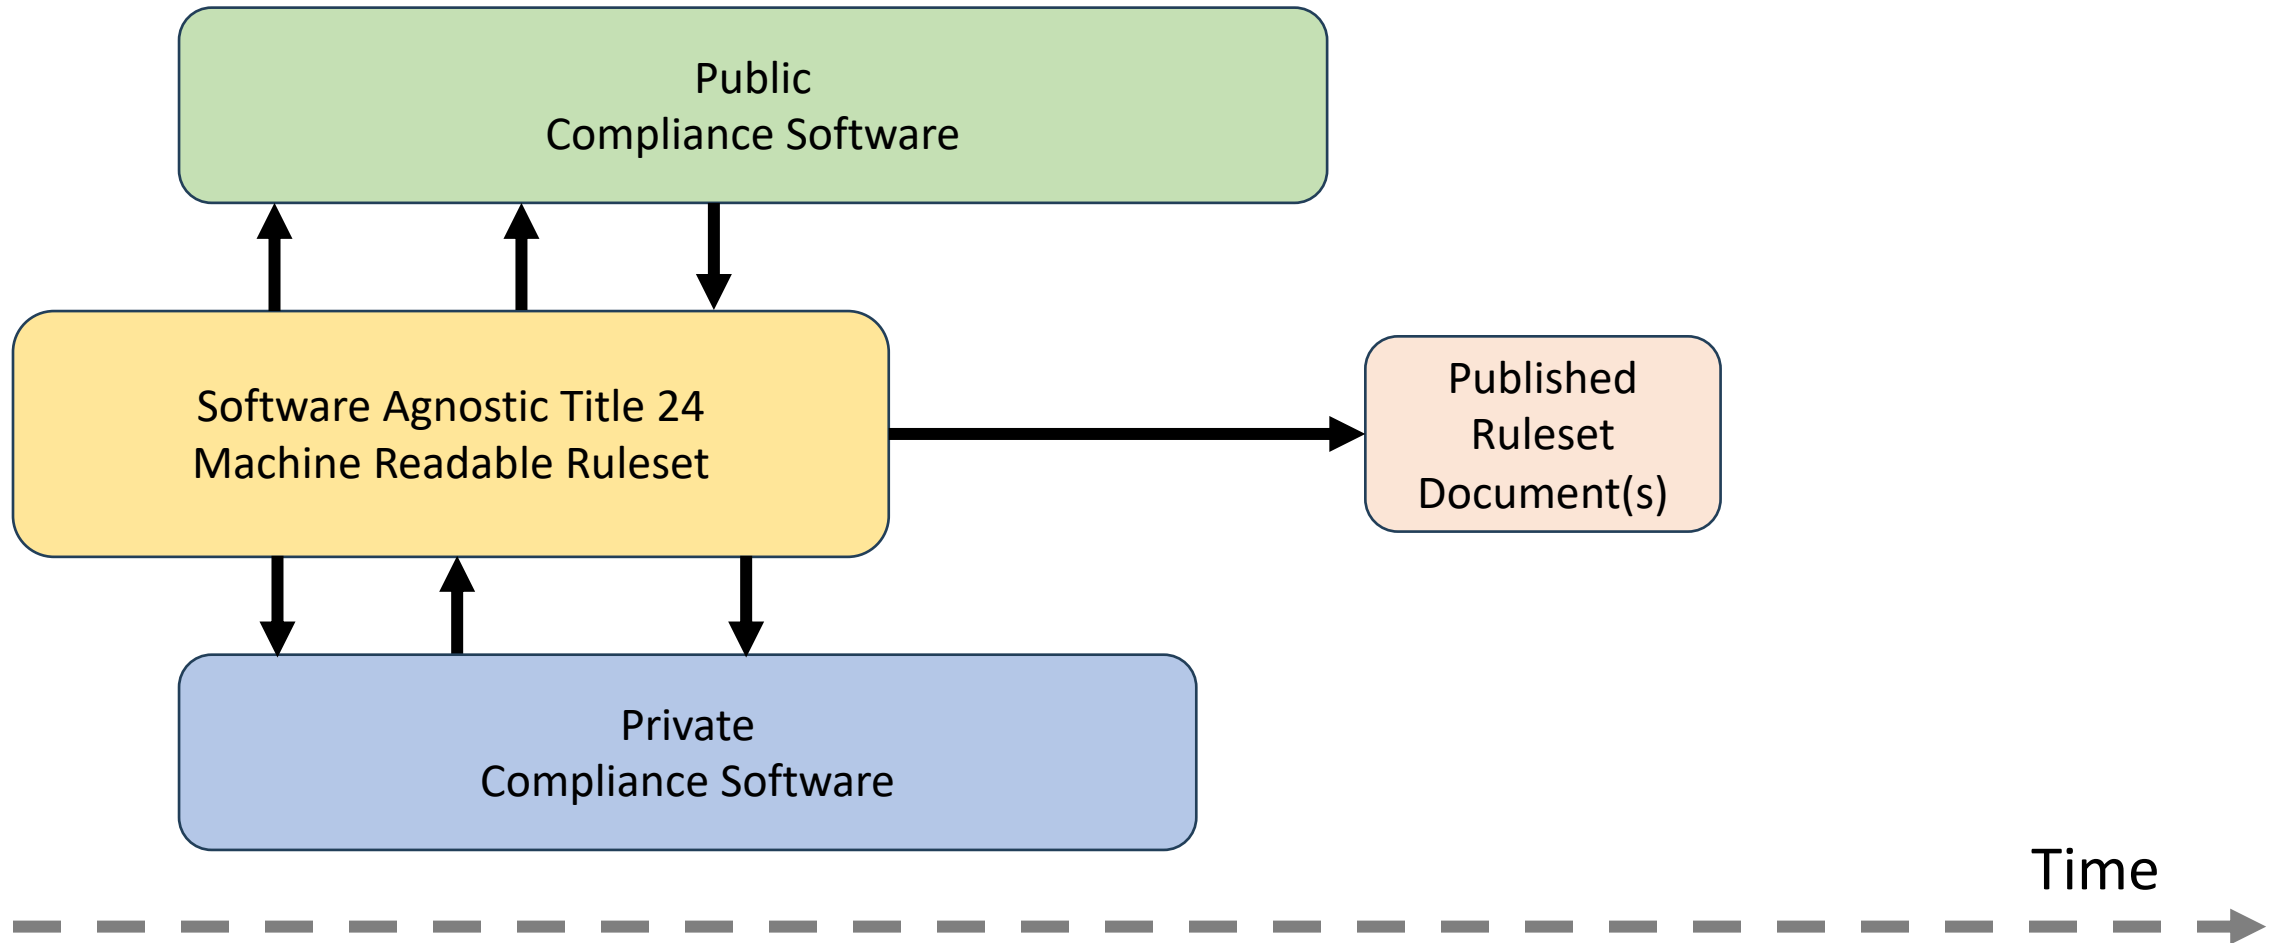 Public
Compliance Software
Software Agnostic Title 24
Machine Readable Ruleset
Published
Ruleset
Document(s)
Private
Compliance Software
Time